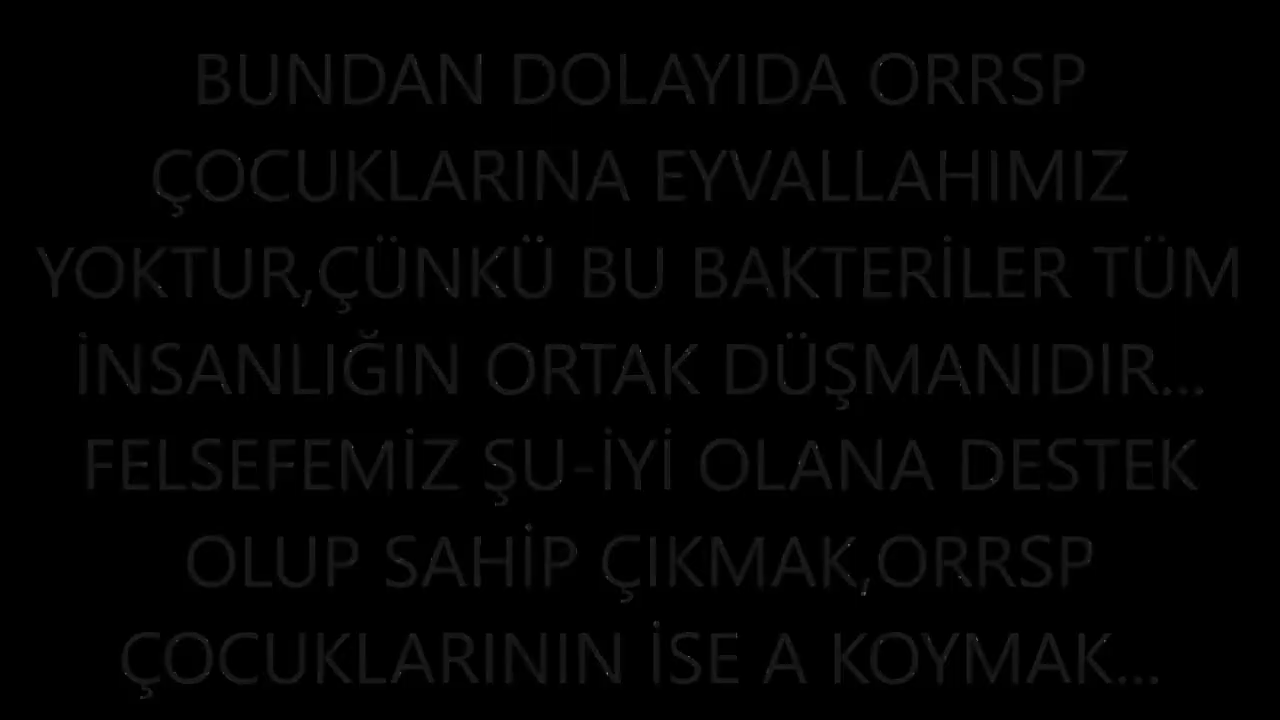 BUNDAN DOLAYIDA ORRSP
ÇOCUKLARINA EYVALLAHIMIZ
YOKTUR,ÇÜNKÜ BU BAKTERİLER TÜM
İNSANLIĞIN ORTAK DÜŞMANIDIR...
FELSEFEMİZ ŞU-İYİ OLANA DESTEK
OLUP SAHİP ÇIKMAK,ORRSP
ÇOCUKLARININ İSE A KOYMAK...